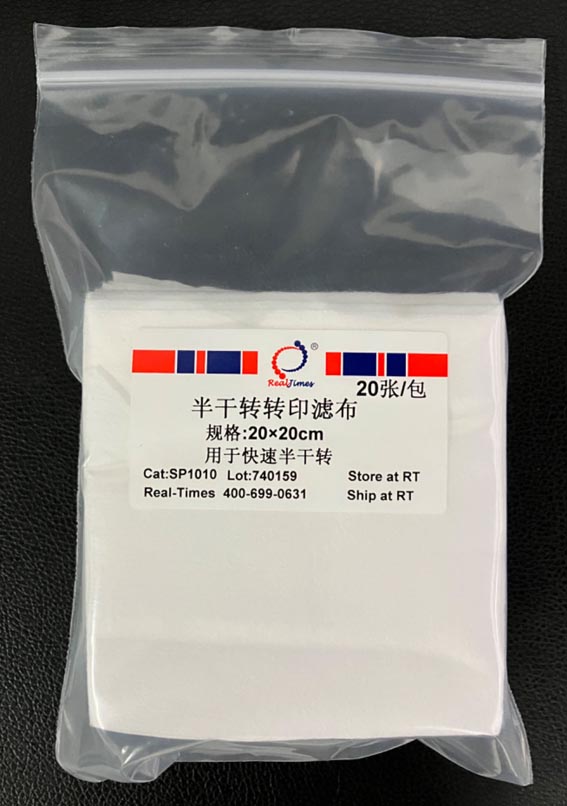 ®
RealTimes
20张/包
半干转转印滤布
规格:20×20cm
用于快速半干转
Cat:SP1010 Lot:740159 Store at RT
Real-Times 400-699-0631 Ship at RT